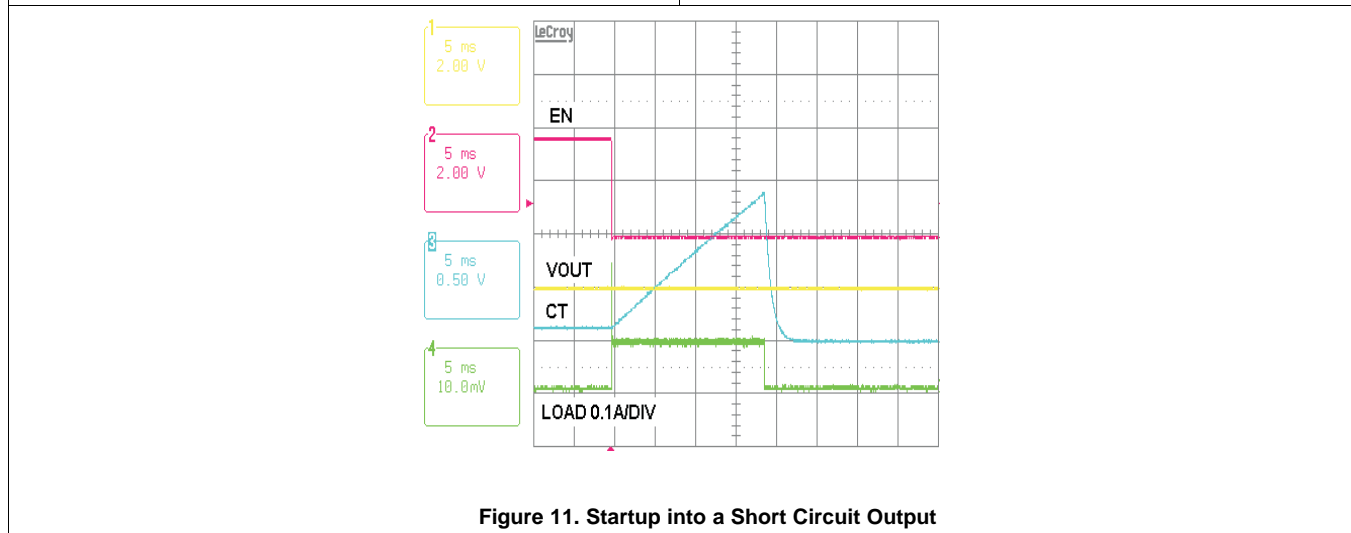 LeCroy
1
5 ms
2.00 V
EN
2
5 ms
2.00 V
3
5 ms
0.50 V
VOUT
CT
4
5 ms
10.0mV
LOAD 0.1A/DIV
Figure 11. Startup into a Short Circuit Output